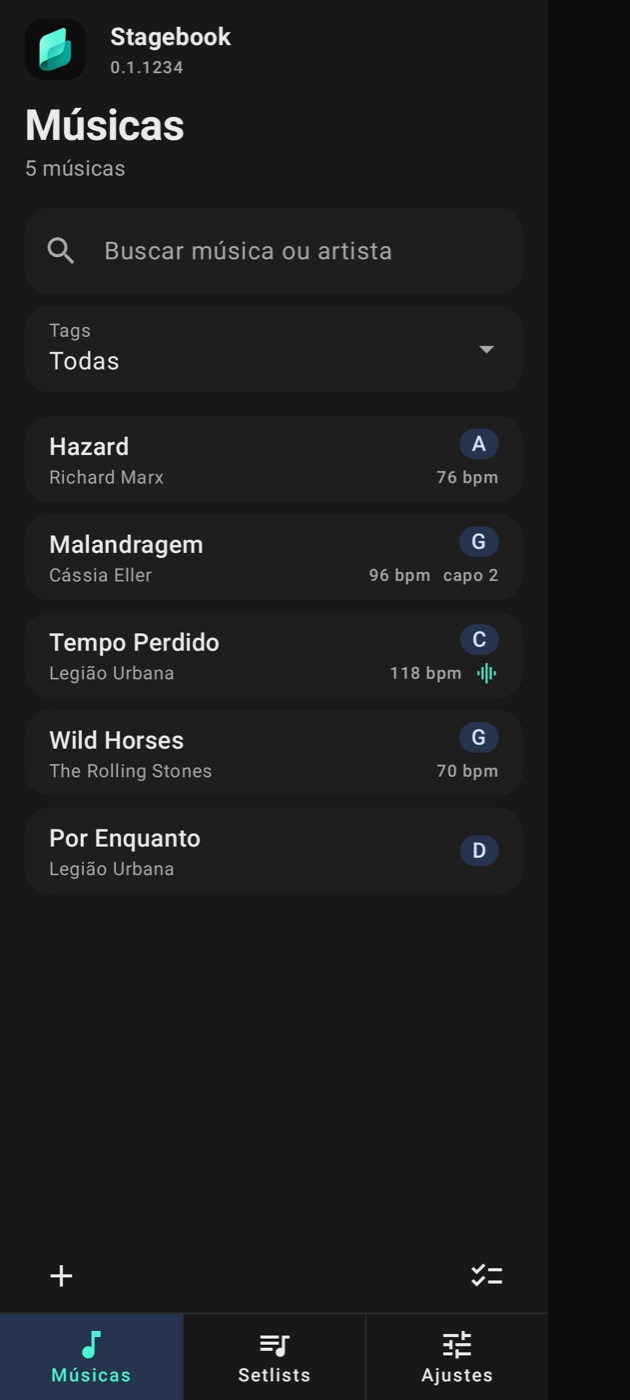 Stagebook
0.1.1234
Músicas
5 músicas
Buscar música ou artista
Tags
Todas
Hazard
A
Richard Marx
76 bpm
Malandragem
G
Cássia Eller
96 bpm capo 2
Tempo Perdido
C
Legião Urbana
118 bpm
Wild Horses
G
The Rolling Stones
70 bpm
Por Enquanto
D
Legião Urbana
Músicas
Setlists
Ajustes